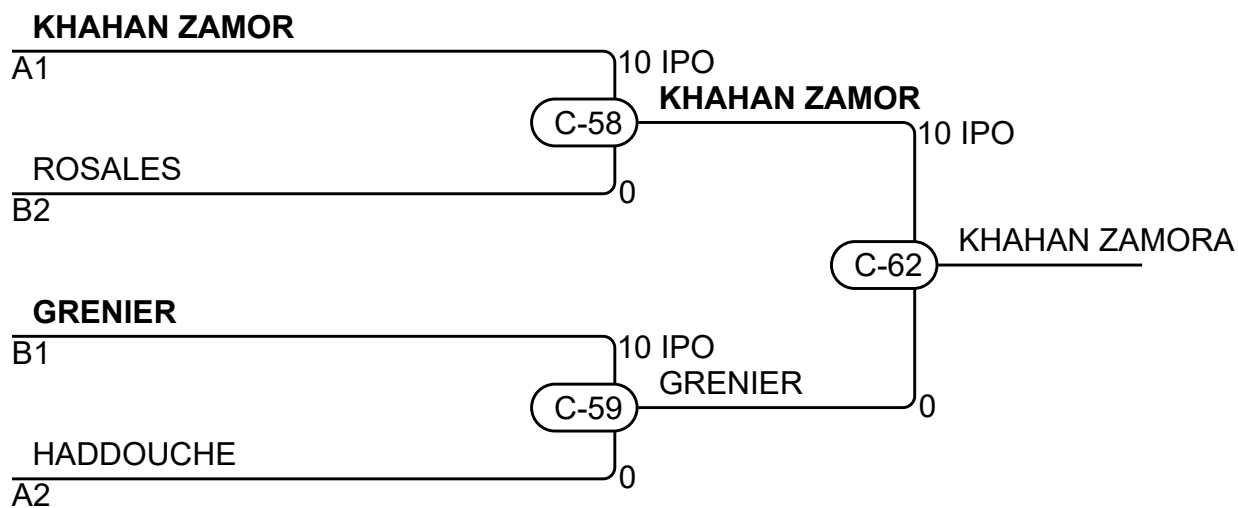 KHAHAN ZAMOR
A1
10 IPO
C-58
KHAHAN ZAMOR
ROSALES
B2
0
10 IPO
C-62
KHAHAN ZAMORA
GRENIER
B1
10 IPO
C-59
GRENIER
0
HADDOUCHE
A2
0